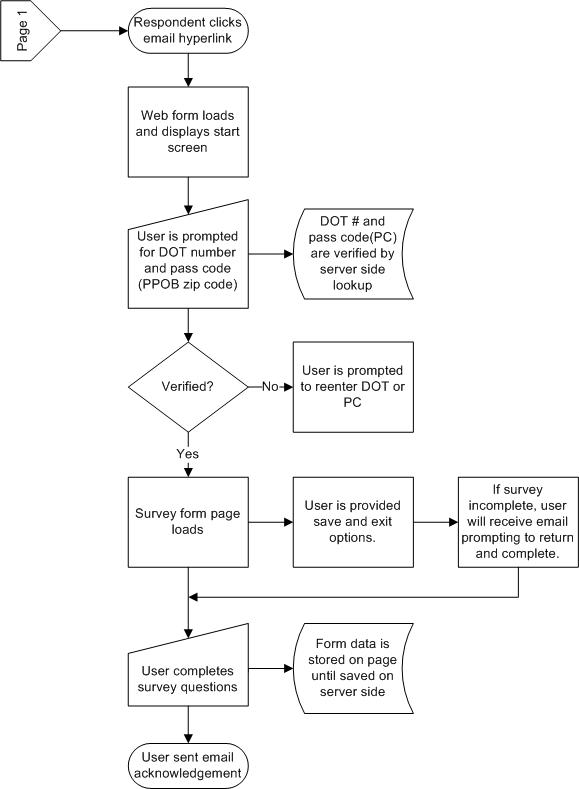 Page 1
Respondent clicks
email hyperlink
Web form loads
and displays start
screen
User is prompted
for DOT number
and pass code
(PPOB zip code)
DOT # and
pass code(PC)
are verified by
server side
lookup
Verified?
No
User is prompted
to reenter DOT or
PC
Yes
Survey form page
loads
User is provided
save and exit
options.
If survey
incomplete, user
will receive email
prompting to return
and complete.
User completes
survey questions
Form data is
stored on page
until saved on
server side
User sent email
acknowledgement